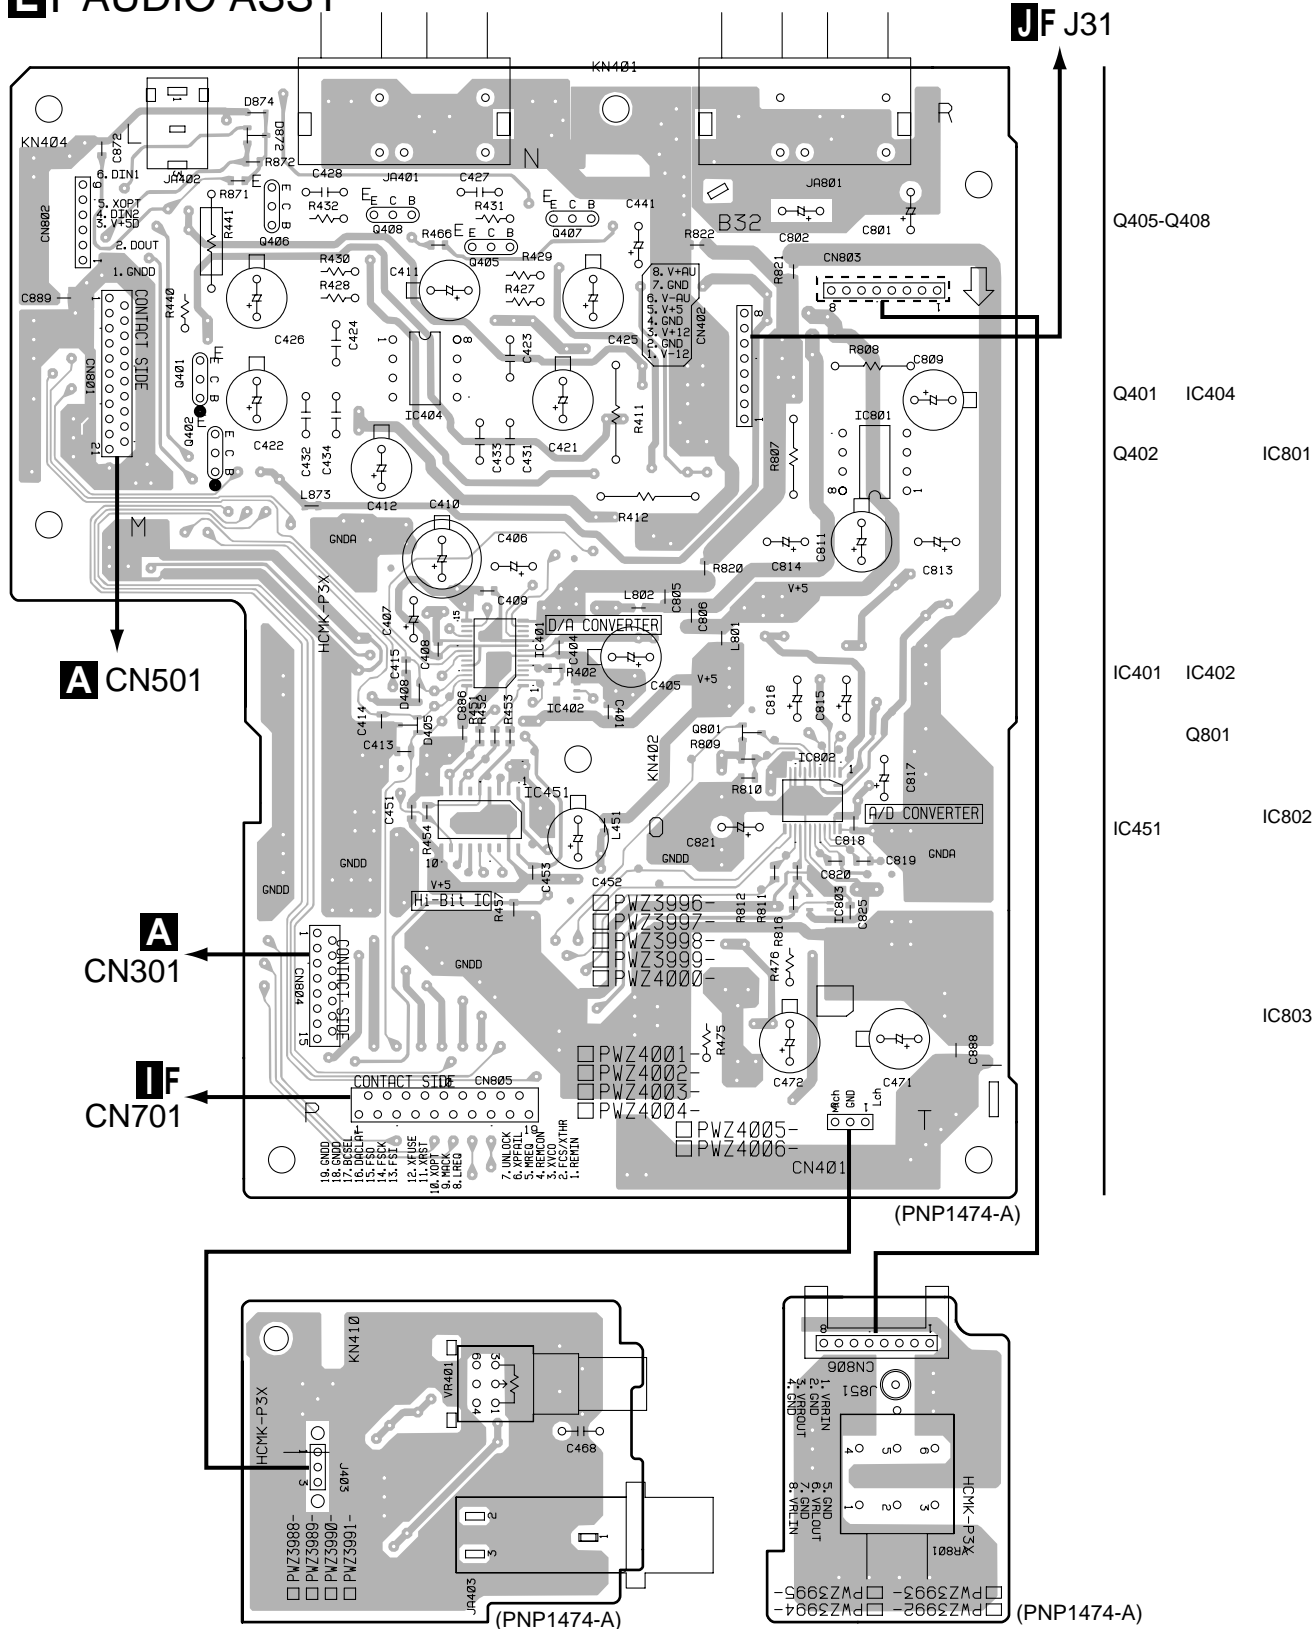 E F AUDIO ASSY
J F J31
KN401
KN404
D874
D872
C872
R872
JA402
R871
R441
6. DIN1
5. XOPT
4. DIN2
3. V+5D
2. DOUT
1. GNDD
CN802
C889
CONTACT SIDE
CN801
21
R440
Q401
Q402
Q406
E C B
C428
R432
JA401
Q408
R466
C427
R431
Q405
Q407
C441
N
R
JA801
B32
C802
C801
R822
R821
CN803
R430
R428
C411
R429
R427
C426
C424
C423
C425
8. V+AU
7. GND
6. V-AU
5. V+5
4. GND
3. V+12
2. GND
1. V-12
CN402
R808
C809
IC404
IC801
C422
C432
C434
C412
C433
C431
C421
R411
R412
R807
L873
C410
C406
C409
GNDA
M
HCMK-P3X
C407
C408
C415
D408
C414
C413
D405
C886
R451
R452
R453
IC401
D/A CONVERTER
C404
R402
IC402
C405
C401
L802
C805
C806
L801
R820
V+5
C811
C814
C813
V+5
C816
C815
Q801
R809
R810
IC802
C817
A/D CONVERTER
C818
C819
C820
C821
GNDA
GNDD
KN402
IC451
C451
R454
C453
L451
C452
R457
V+5
Hi-Bit IC
GNDD
GNDD
GNDD
R812
R811
R816
IC803
C825
R476
R475
C472
C471
C888
PWZ3996-
PWZ3997-
PWZ3998-
PWZ3999-
PWZ4000-
PWZ4001-
PWZ4002-
PWZ4003-
PWZ4004-
PWZ4005-
PWZ4006-
CN804
CONTACT SIDE
15
CONTACT SIDE
CN805
19
P
T
GND
Lch
CN401
19. GNDD
18. GNDD
17. BCSEL
16. DACLAT
15. FSO
14. FSCK
13. FSI
12. XFUSE
11. XRST
10. XOPT
9. MACK
8. LREQ
7. UNLOCK
6. XPFAIL
5. MREQ
4. REMCON
3. XVCO
2. FCS/XTHR
1. REMIN
A CN501
A
CN301
I F
CN701
Q405-Q408
Q401 IC404
Q402 IC801
IC401 IC402
Q801
IC802
IC451
IC803
(PNP1474-A)
KN410
HCMK-P3X
VR401
C468
J403
JA403
PWZ3988-
PWZ3989-
PWZ3990-
PWZ3991-
(PNP1474-A)
CN806
J851
1. VRRIN
2. GND
3. VRROUT
4. GND
5. GND
6. VRLOUT
7. GND
8. VRLIN
HCMK-P3X
VR801
PWZ3995-
PWZ3993-
PWZ3994-
PWZ3992-
(PNP1474-A)